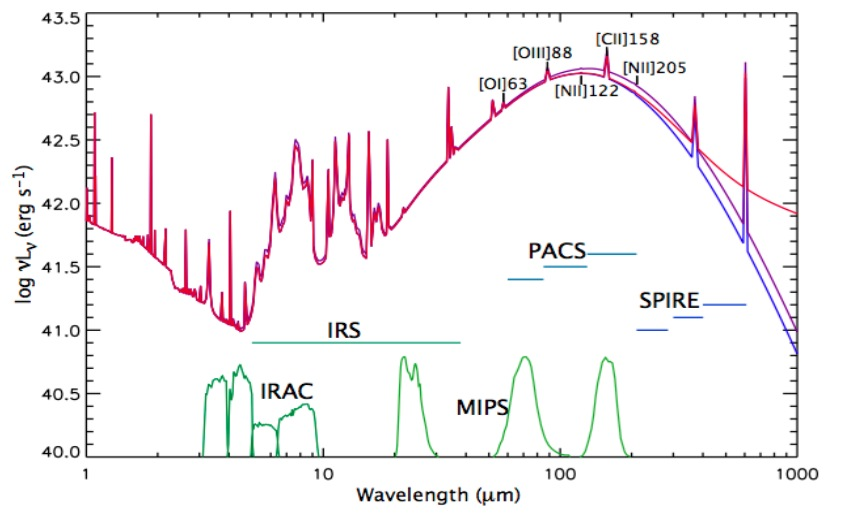 43.5
43.0
42.5
42.0
41.5
41.0
40.5
40.0
log νLν (erg s⁻¹)
[CII]158
[OIII]88
[NII]205
[OI]63
[NII]122
PACS
SPIRE
IRS
IRAC
MIPS
1 10 100 1000
Wavelength (μm)